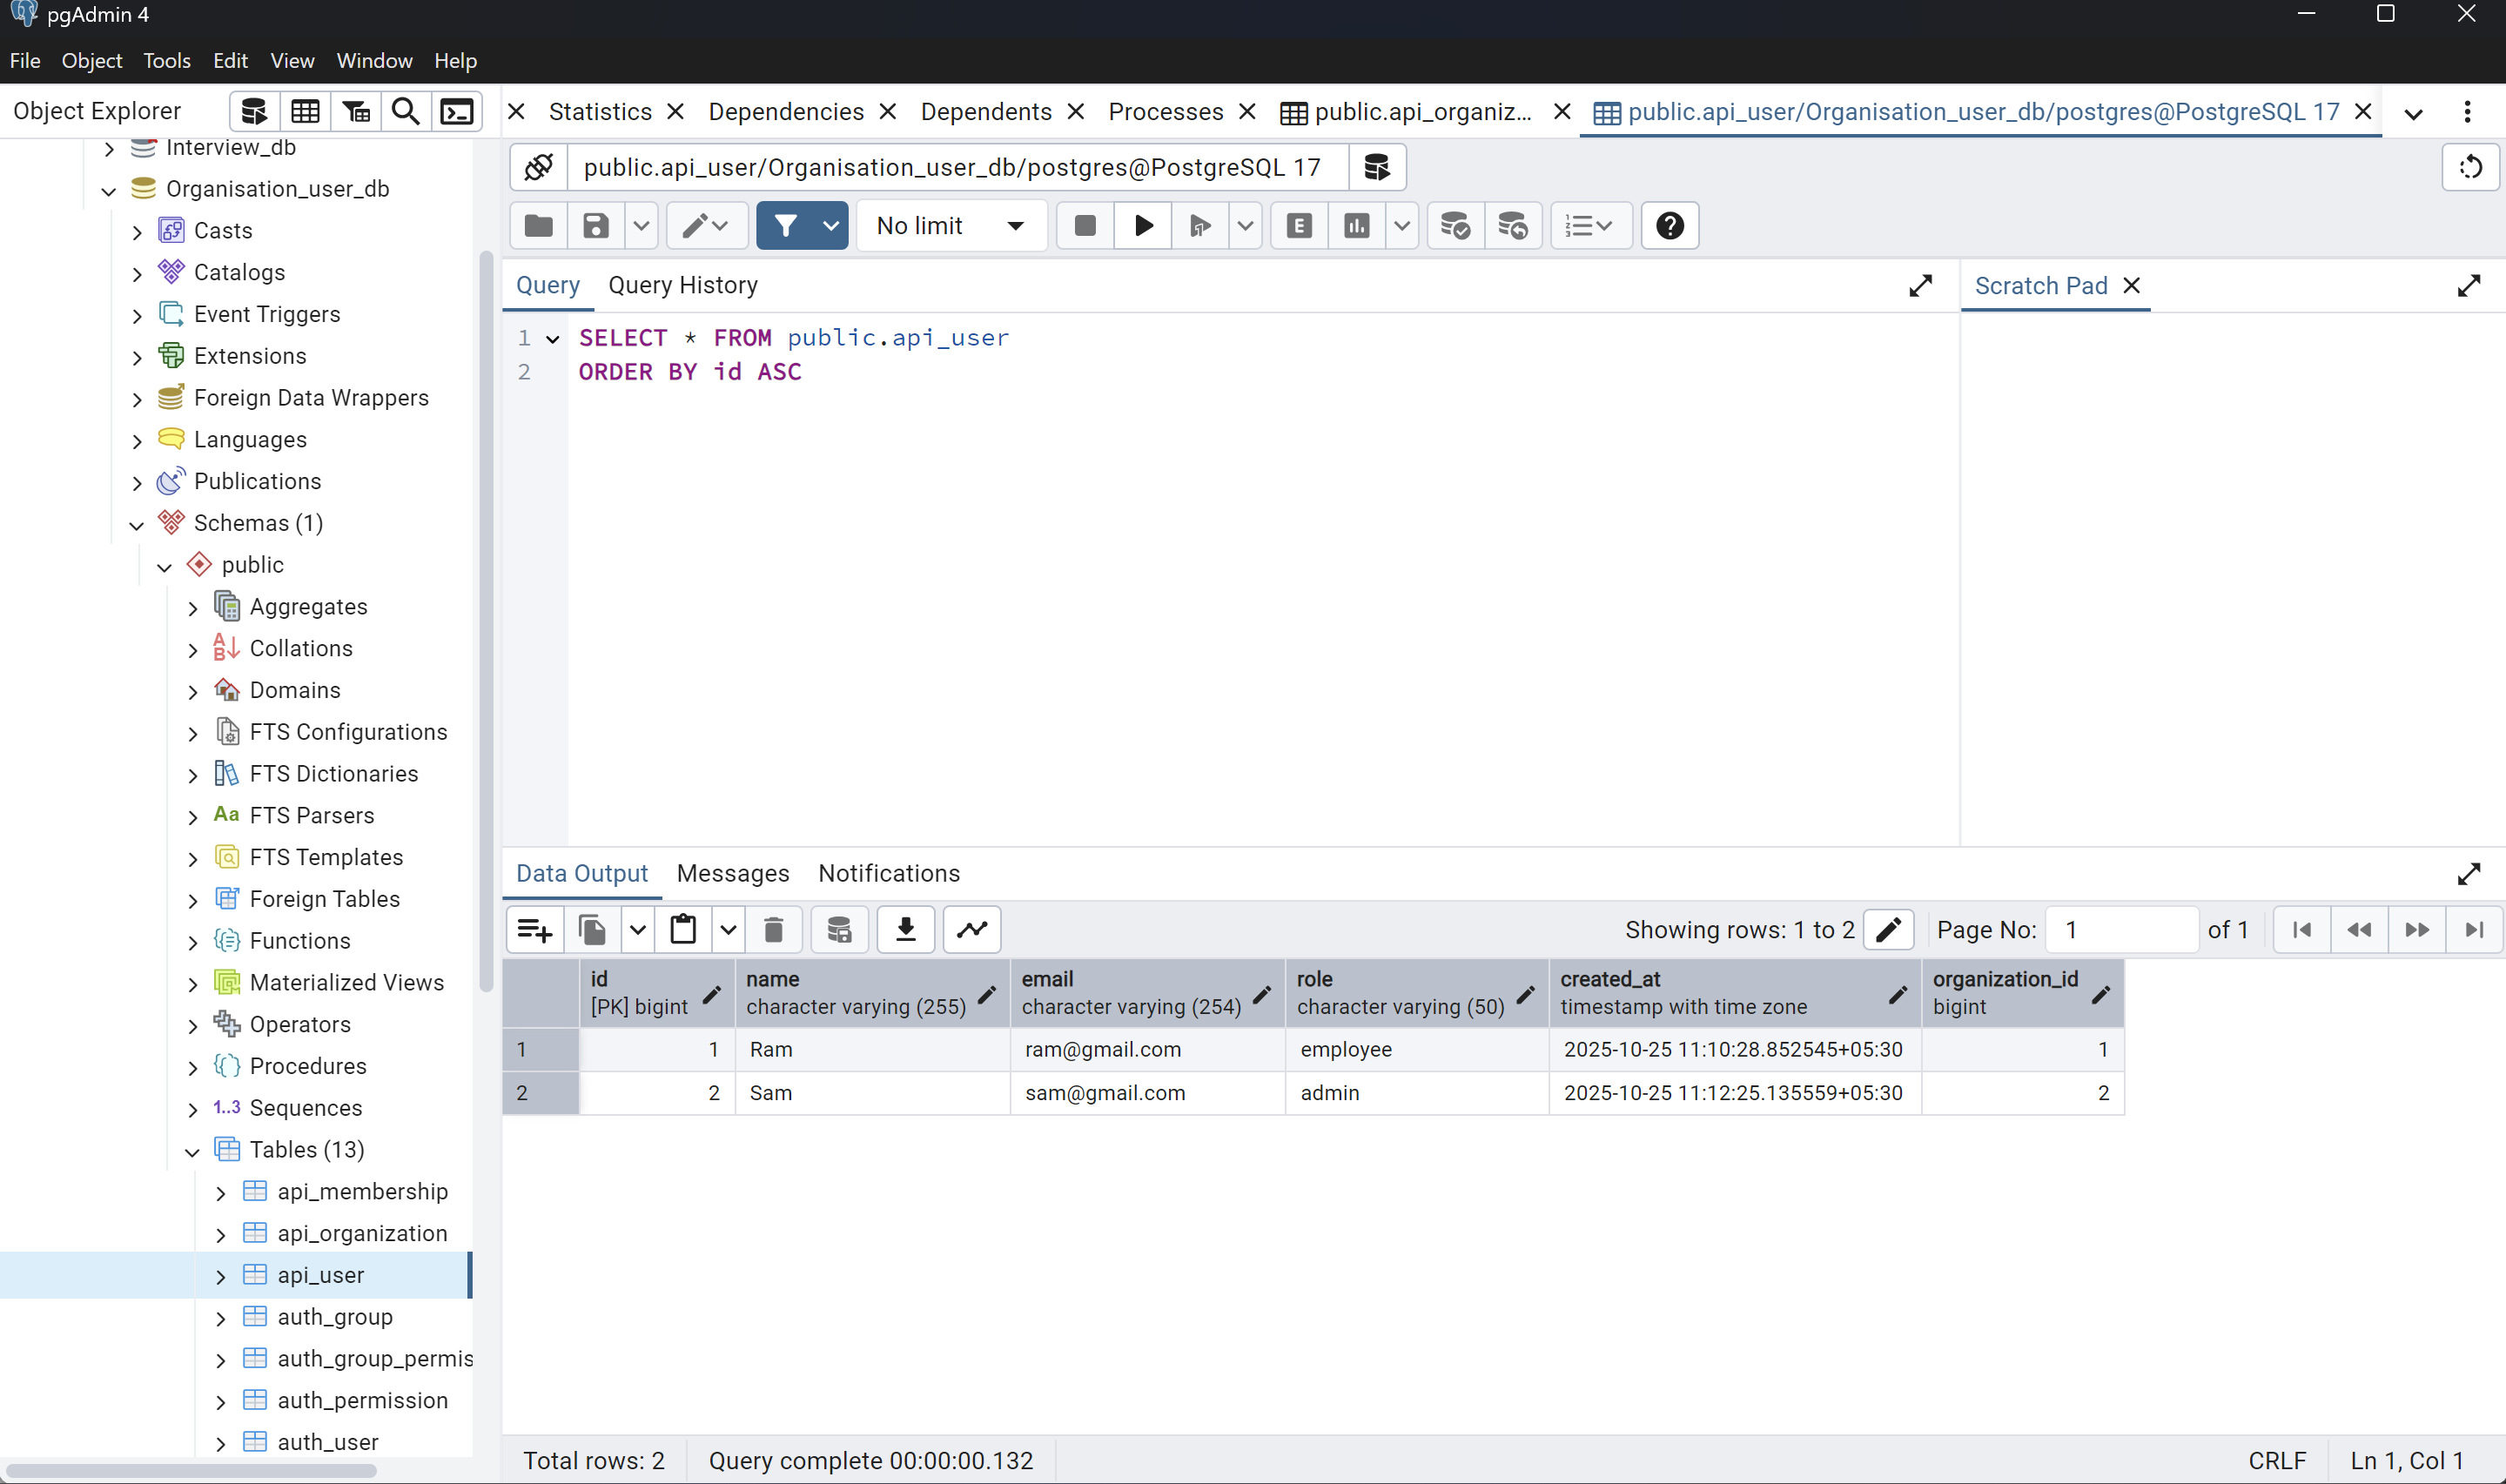 pgAdmin 4
File Object Tools Edit View Window Help
Object Explorer
Statistics Dependencies Dependents Processes public.api_organiz... public.api_user/Organisation_user_db/postgres@PostgreSQL 17
Interview_db
Organisation_user_db
Casts
Catalogs
Event Triggers
Extensions
Foreign Data Wrappers
Languages
Publications
Schemas (1)
public
Aggregates
Collations
Domains
FTS Configurations
FTS Dictionaries
Aa FTS Parsers
FTS Templates
Foreign Tables
Functions
Materialized Views
Operators
Procedures
1..3 Sequences
Tables (13)
api_membership
api_organization
api_user
auth_group
auth_group_permis
auth_permission
auth_user
public.api_user/Organisation_user_db/postgres@PostgreSQL 17
No limit
E
Query Query History
Scratch Pad
1 SELECT * FROM public.api_user
2 ORDER BY id ASC
Data Output Messages Notifications
Showing rows: 1 to 2 Page No: 1 of 1
id name email role created_at organization_id
[PK] bigint character varying (255) character varying (254) character varying (50) timestamp with time zone bigint
1 1 Ram ram@gmail.com employee 2025-10-25 11:10:28.852545+05:30 1
2 2 Sam sam@gmail.com admin 2025-10-25 11:12:25.135559+05:30 2
Total rows: 2 Query complete 00:00:00.132 CRLF Ln 1, Col 1